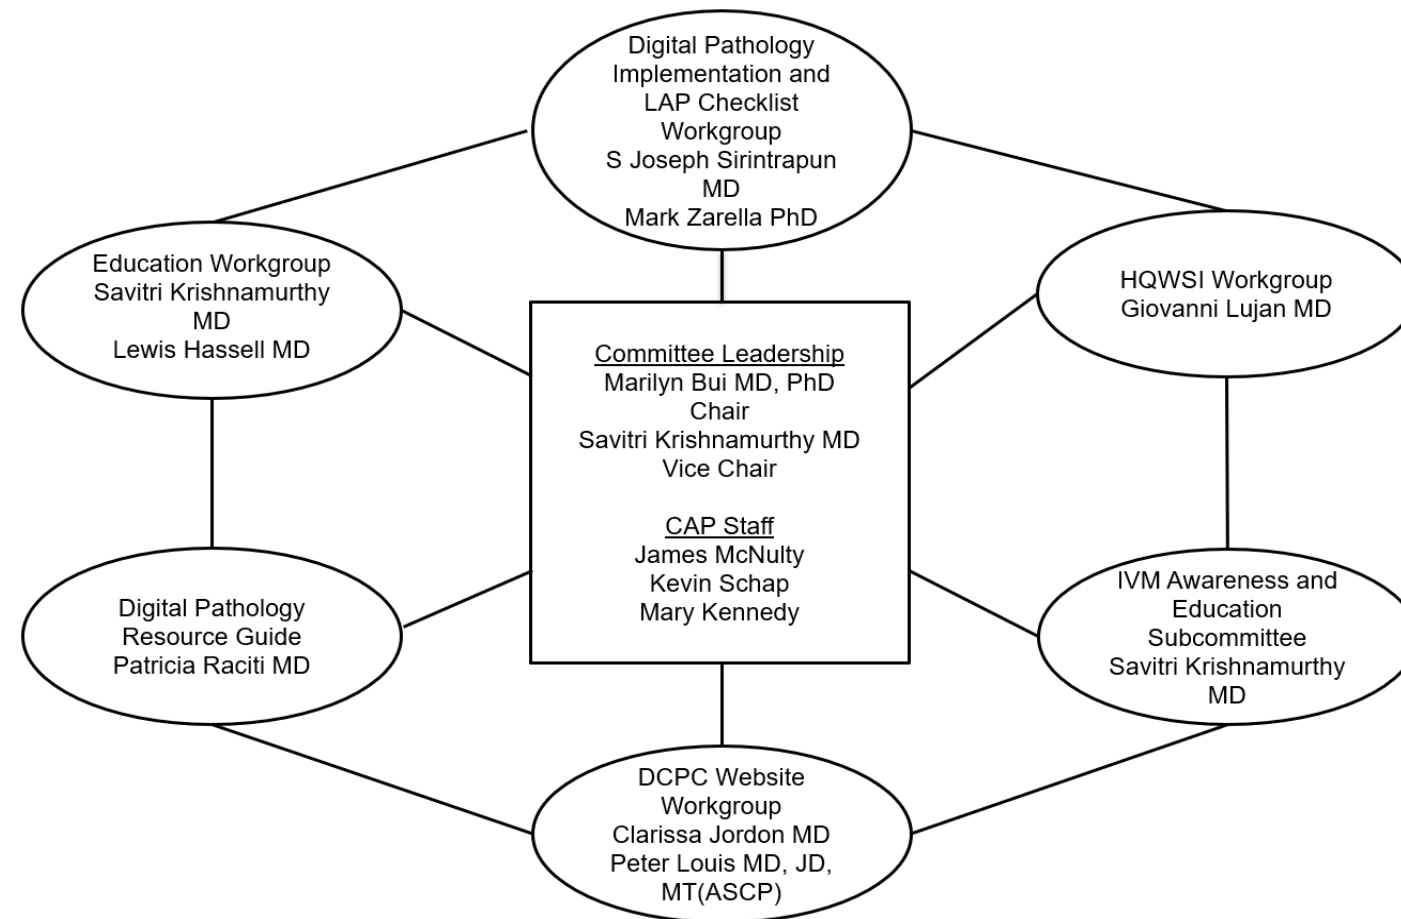 Digital Pathology
Implementation and
LAP Checklist
Workgroup
S Joseph Sirintrapun
MD
Mark Zarella PhD
Education Workgroup
Savitri Krishnamurthy
MD
Lewis Hassell MD
HQWSI Workgroup
Giovanni Lujan MD
Committee Leadership
Marilyn Bui MD, PhD
Chair
Savitri Krishnamurthy MD
Vice Chair
CAP Staff
James McNulty
Kevin Schap
Mary Kennedy
Digital Pathology
Resource Guide
Patricia Raciti MD
IVM Awareness and
Education
Subcommittee
Savitri Krishnamurthy
MD
DCPC Website
Workgroup
Clarissa Jordon MD
Peter Louis MD, JD,
MT(ASCP)